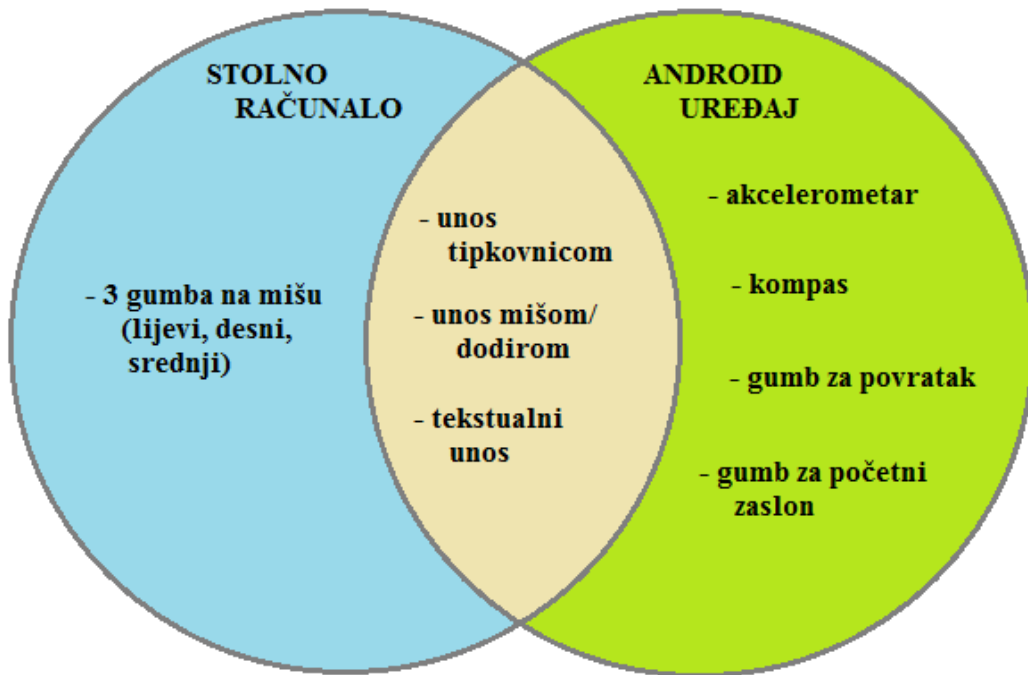 STOLNO
RAČUNALO
- 3 gumba na mišu
(lijevi, desni,
srednji)
- unos
tipkovnicom
- unos mišom/
dodirom
- tekstualni
unos
ANDROID
UREĐAJ
- akcelerometar
- kompas
- gumb za povratak
- gumb za početni
zaslon